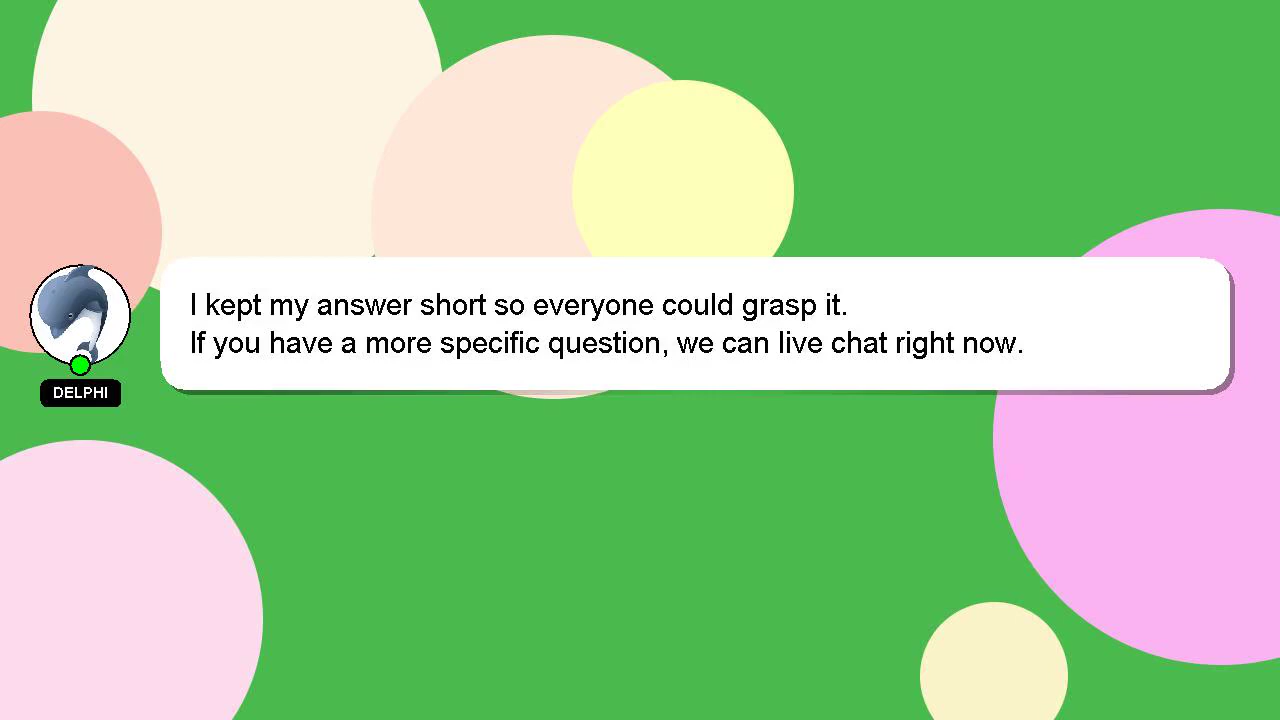 I kept my answer short so everyone could grasp it.
If you have a more specific question, we can live chat right now.
DELPHI